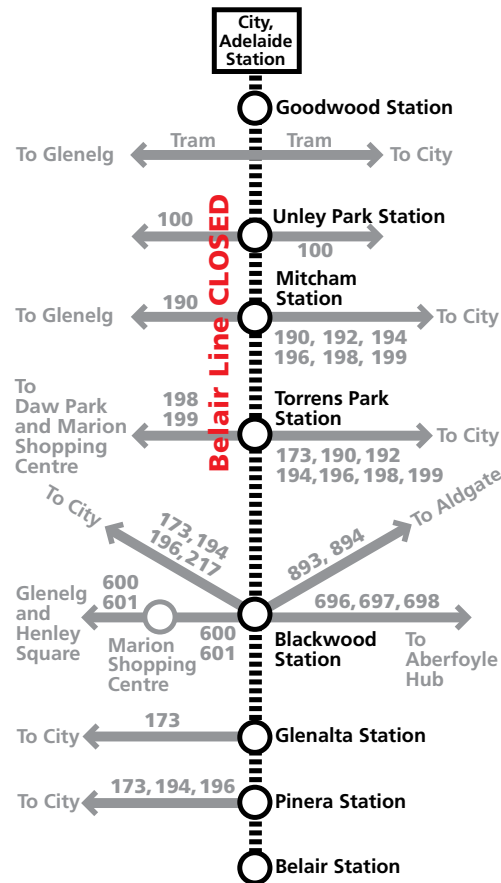 City,
Adelaide
Station
Goodwood Station
Tram
Tram
To Glenelg
To City
Belair Line CLOSED
Unley Park Station
100
100
Mitcham
Station
To Glenelg
190
To City
190, 192, 194
196, 198, 199
To
Daw Park
and Marion
Shopping
Centre
198
199
Torrens Park
Station
To City
173, 190, 192
194, 196, 198, 199
To City
173, 194
196, 217
893, 894
To Aldgate
Glenelg
and
Henley
Square
600
601
Marion
Shopping
Centre
600
601
696, 697, 698
Blackwood
Station
To
Aberfoyle
Hub
To City
173
Glenalta Station
To City
173, 194, 196
Pinera Station
Belair Station